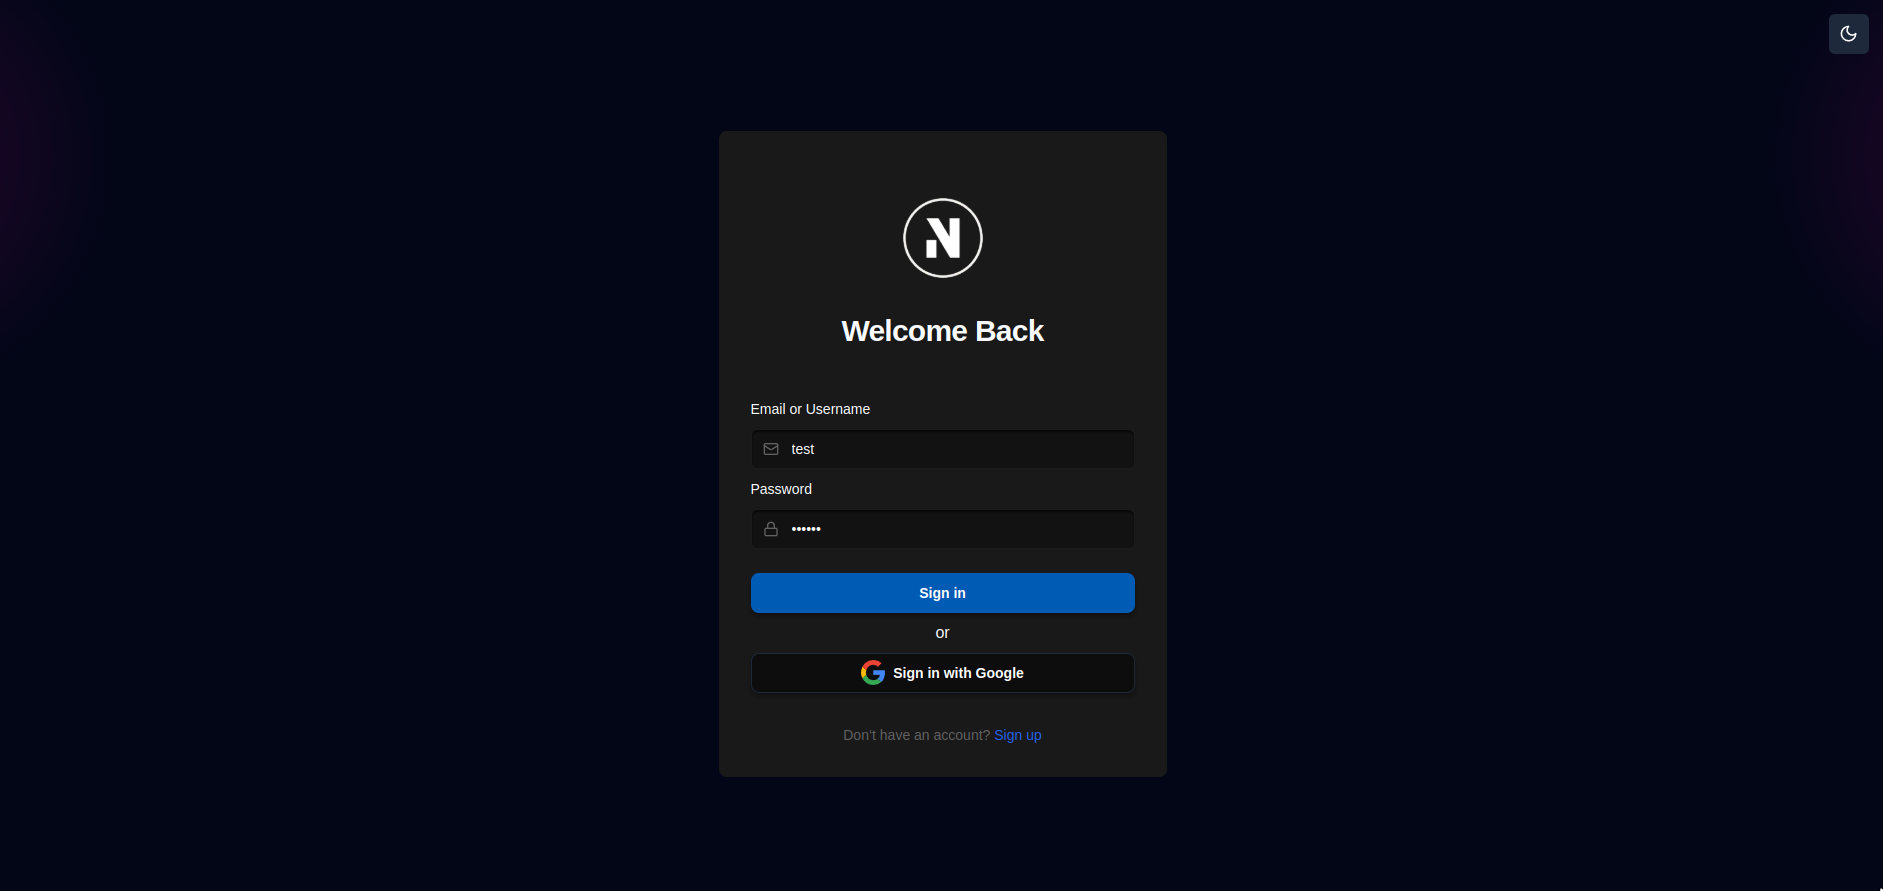 N
Welcome Back
Email or Username
test
Password
••••••
Sign in
or
Sign in with Google
Don't have an account? Sign up